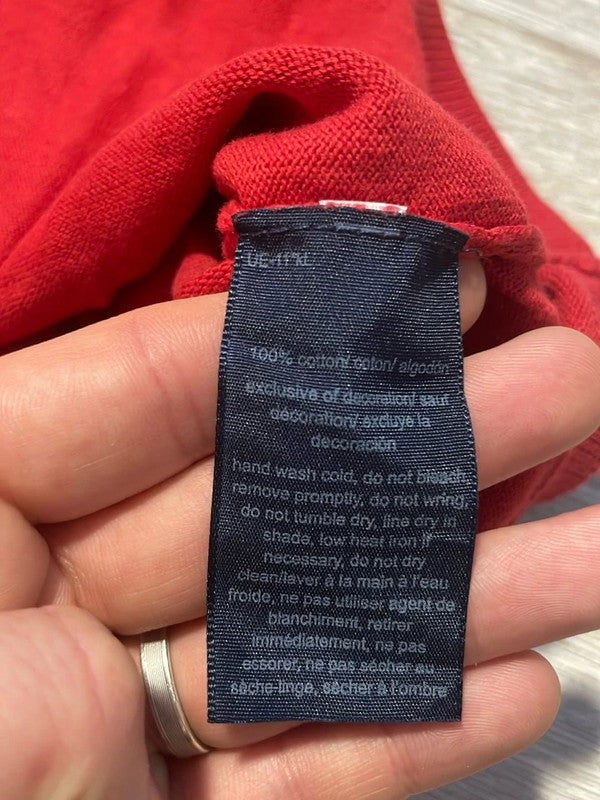 100% cotton/ coton/ algodón
exclusive of decoration/ sauf
décoration/ excluye la
decoración
hand wash cold, do not bleach,
remove promptly, do not wring,
do not tumble dry, line dry in
shade, low heat iron if
necessary, do not dry
clean/laver à la main à l'eau
froide, ne pas utiliser agent de
blanchiment, retirer
immédiatement, ne pas
essorer, ne pas sécher au
sèche-linge, sécher à l'ombre